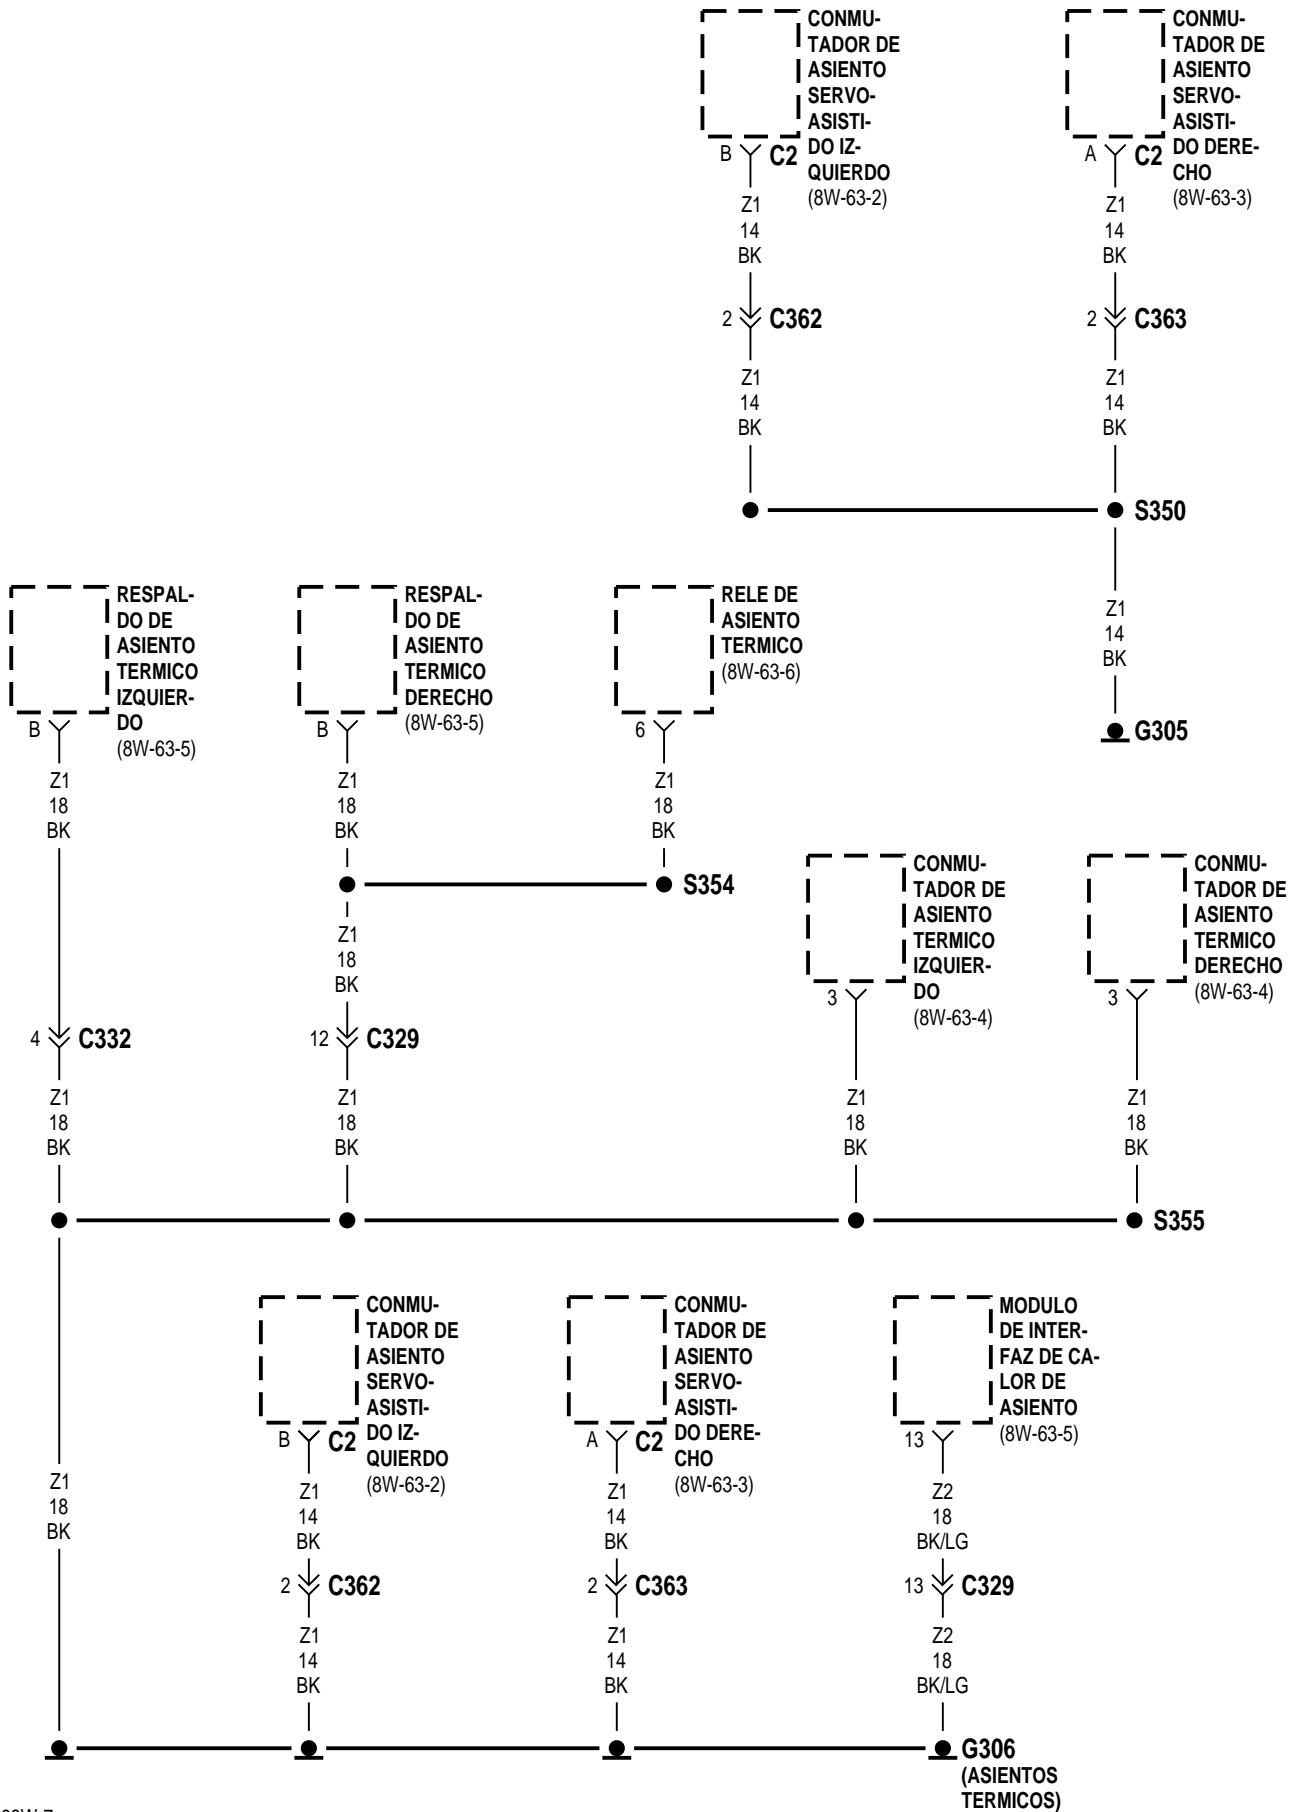 CONMU-
TADOR DE
ASIENTO
SERVO-
ASISTI-
DO IZ-
QUIERDO
(8W-63-2)
B
C2
Z1
14
BK
2
C362
Z1
14
BK
CONMU-
TADOR DE
ASIENTO
SERVO-
ASISTI-
DO DERE-
CHO
(8W-63-3)
A
C2
Z1
14
BK
2
C363
Z1
14
BK
S350
Z1
14
BK
G305
RESPAL-
DO DE
ASIENTO
TERMICO
IZQUIER-
DO
(8W-63-5)
B
Z1
18
BK
4
C332
Z1
18
BK
RESPAL-
DO DE
ASIENTO
TERMICO
DERECHO
(8W-63-5)
B
Z1
18
BK
RELE DE
ASIENTO
TERMICO
(8W-63-6)
6
Z1
18
BK
S354
Z1
18
BK
12
C329
Z1
18
BK
CONMU-
TADOR DE
ASIENTO
TERMICO
IZQUIER-
DO
(8W-63-4)
3
Z1
18
BK
CONMU-
TADOR DE
ASIENTO
TERMICO
DERECHO
(8W-63-4)
3
Z1
18
BK
S355
Z1
18
BK
CONMU-
TADOR DE
ASIENTO
SERVO-
ASISTI-
DO IZ-
QUIERDO
(8W-63-2)
B
C2
Z1
14
BK
2
C362
Z1
14
BK
CONMU-
TADOR DE
ASIENTO
SERVO-
ASISTI-
DO DERE-
CHO
(8W-63-3)
A
C2
Z1
14
BK
2
C363
Z1
14
BK
MODULO
DE INTER-
FAZ DE CA-
LOR DE
ASIENTO
(8W-63-5)
13
Z2
18
BK/LG
13
C329
Z2
18
BK/LG
G306
(ASIENTOS
TERMICOS)